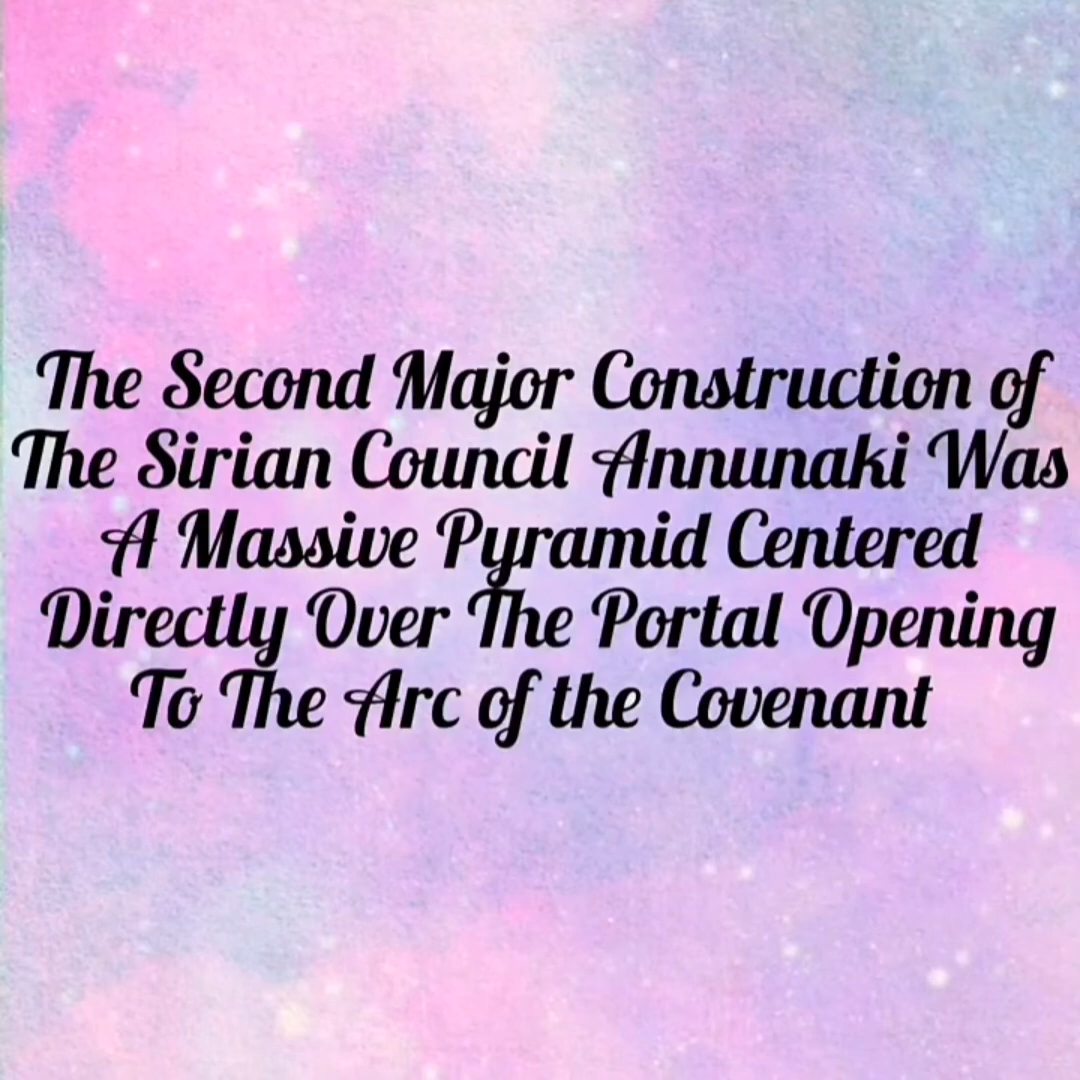 The Second Major Construction of
The Sirian Council Annunaki Was
A Massive Pyramid Centered
Directly Over The Portal Opening
To The Arc of the Covenant